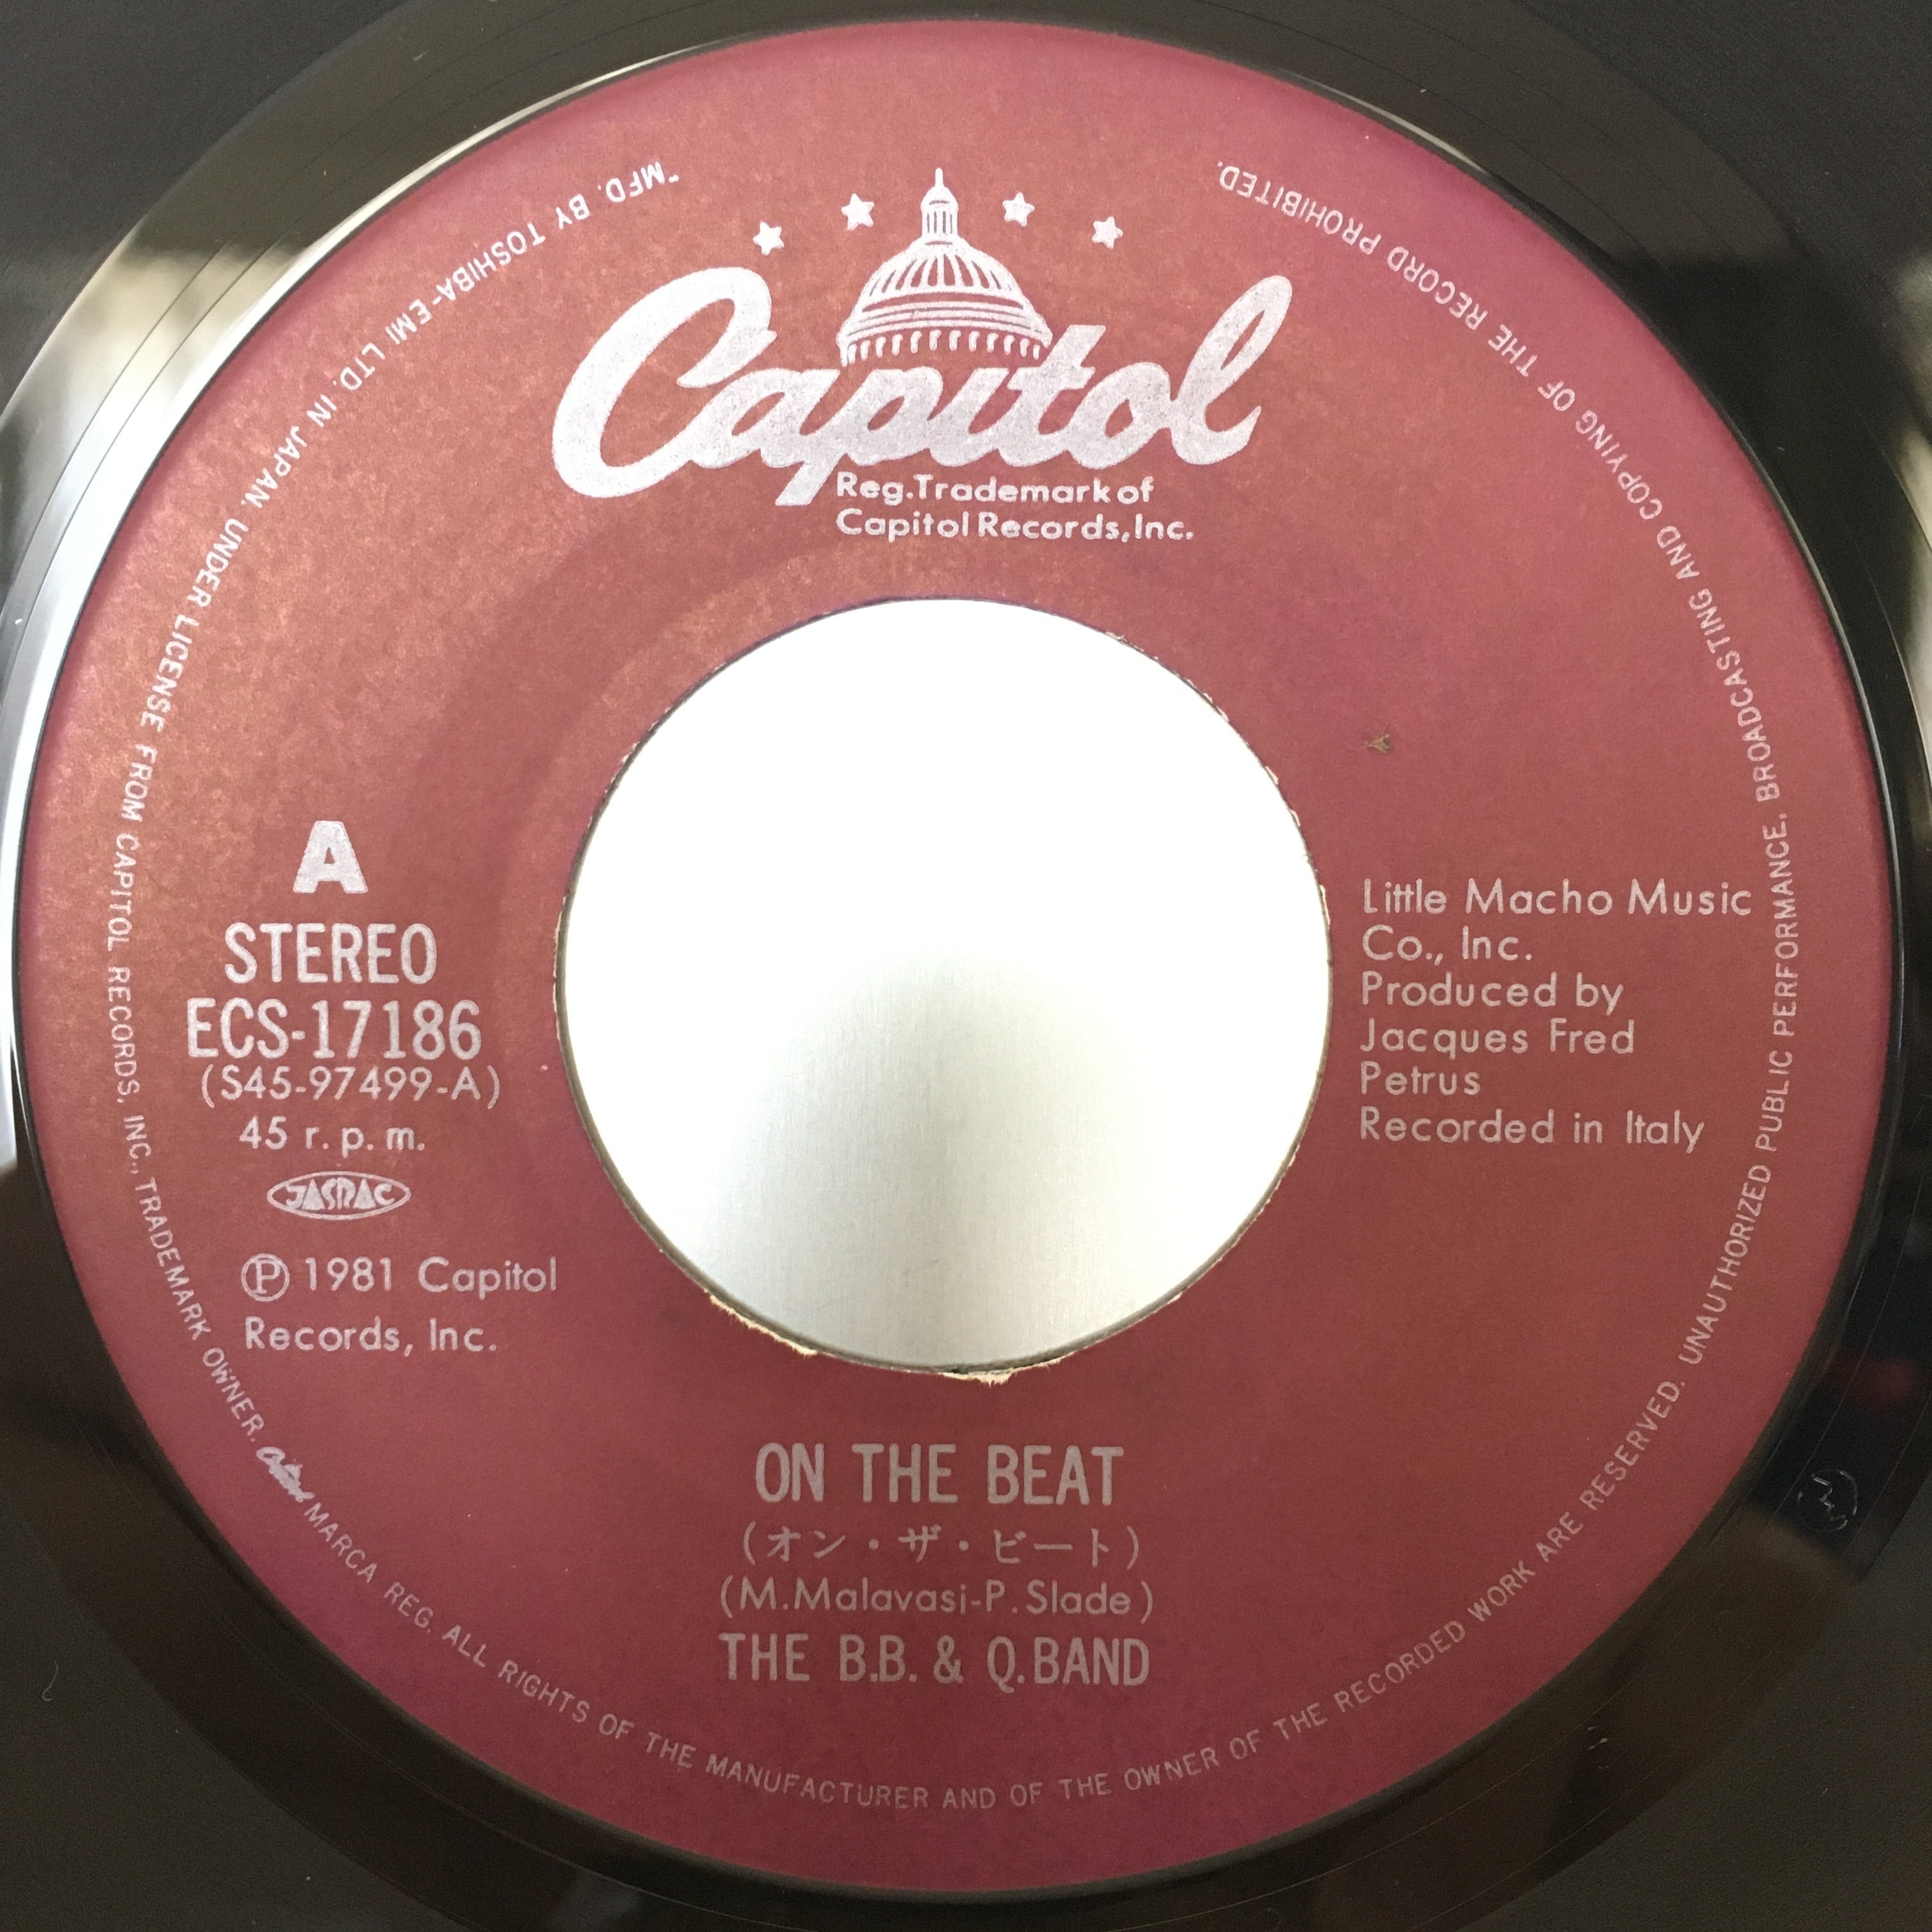 Capitol
Reg.Trademark of
Capitol Records,Inc.
A
STEREO
ECS-17186
(S45-97499-A)
45 r.p.m.
JASRAC
Ⓟ 1981 Capitol
Records, Inc.
Little Macho Music
Co., Inc.
Produced by
Jacques Fred
Petrus
Recorded in Italy
ON THE BEAT
(オン・ザ・ビート)
(M.Malavasi-P.Slade)
THE B.B. & Q.BAND
"MFD. BY TOSHIBA-EMI LTD. IN JAPAN. UNDER LICENSE FROM CAPITOL RECORDS, INC., TRADEMARK OWNER. Capitol MARCA REG. ALL RIGHTS OF THE MANUFACTURER AND OF THE OWNER OF THE RECORDED WORK ARE RESERVED. UNAUTHORIZED PUBLIC PERFORMANCE, BROADCASTING AND COPYING OF THE RECORD PROHIBITED.